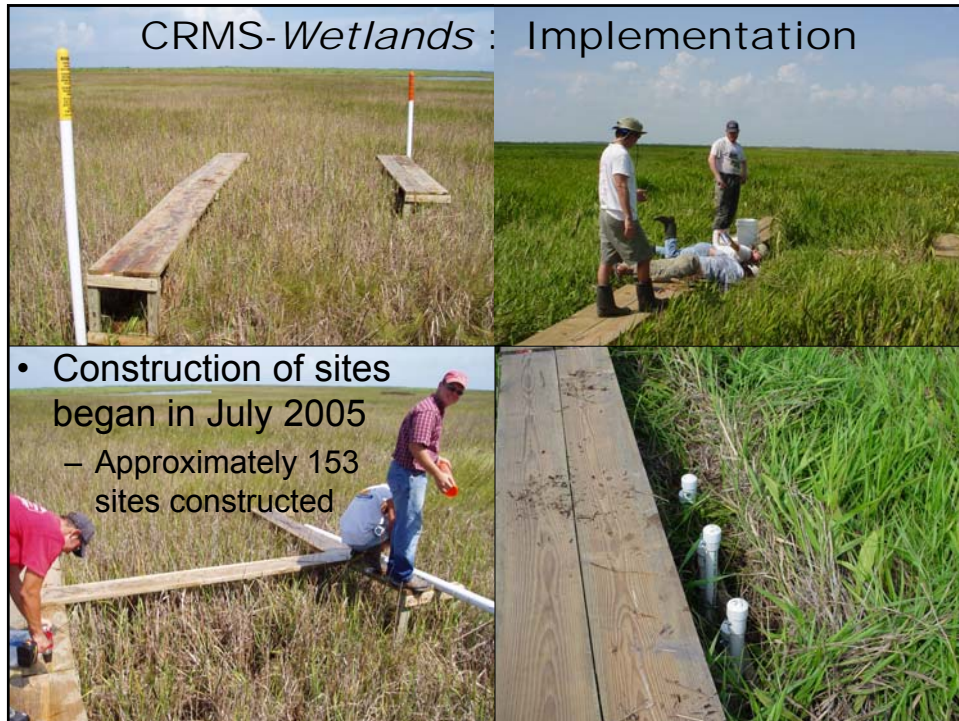 CRMS-Wetlands : Implementation
• Construction of sites
began in July 2005
– Approximately 153
sites constructed